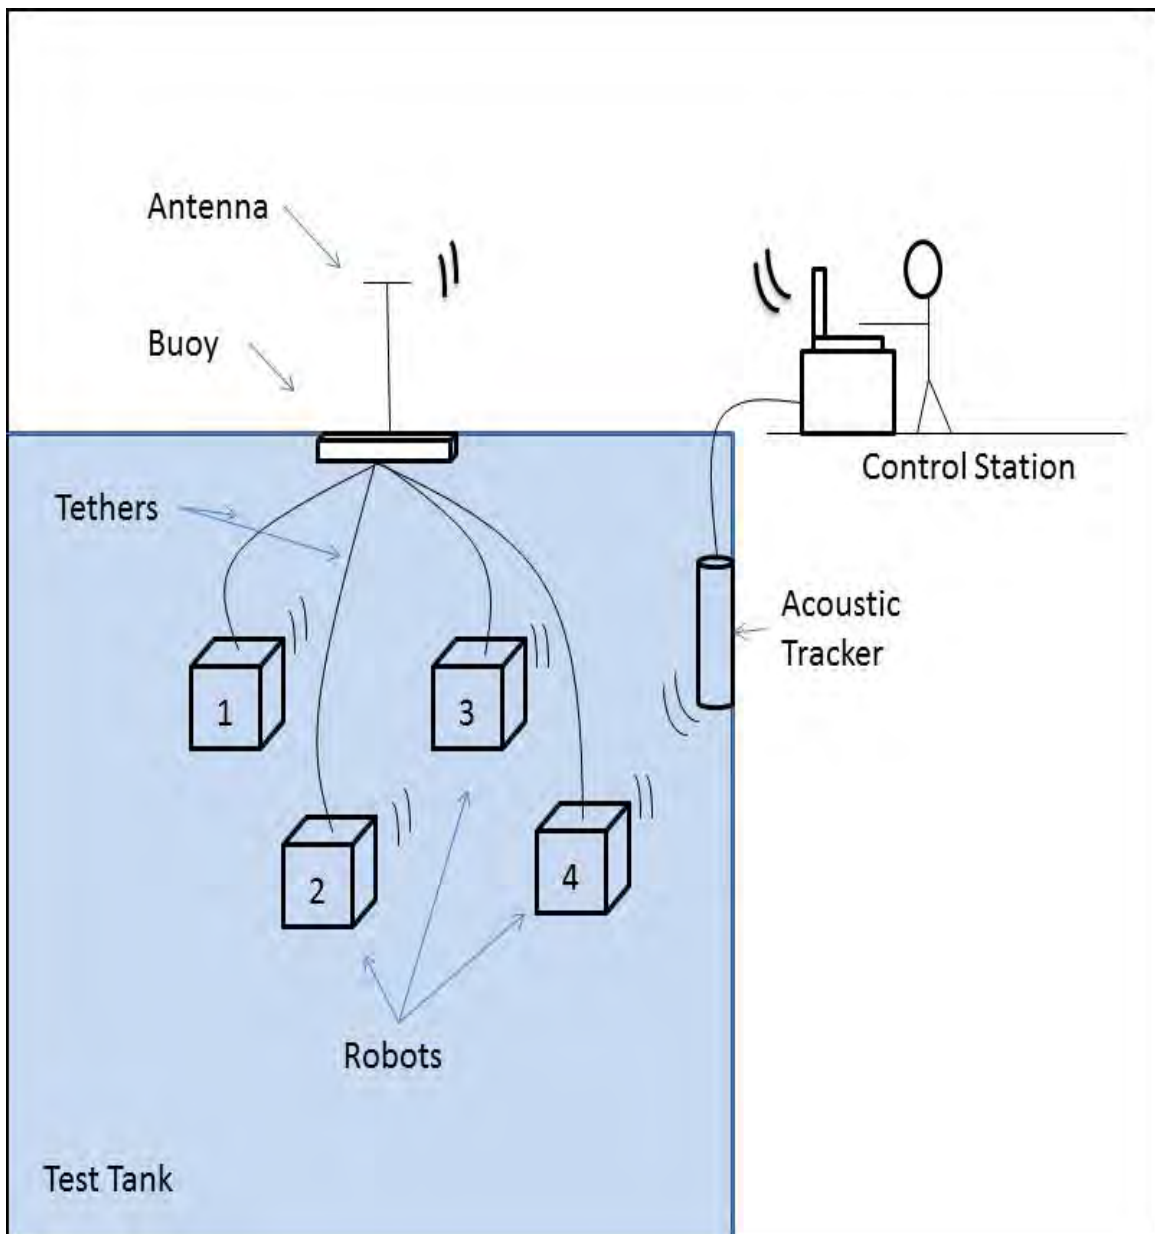 Antenna
Buoy
Control Station
Tethers
Acoustic
Tracker
1
3
2
4
Robots
Test Tank